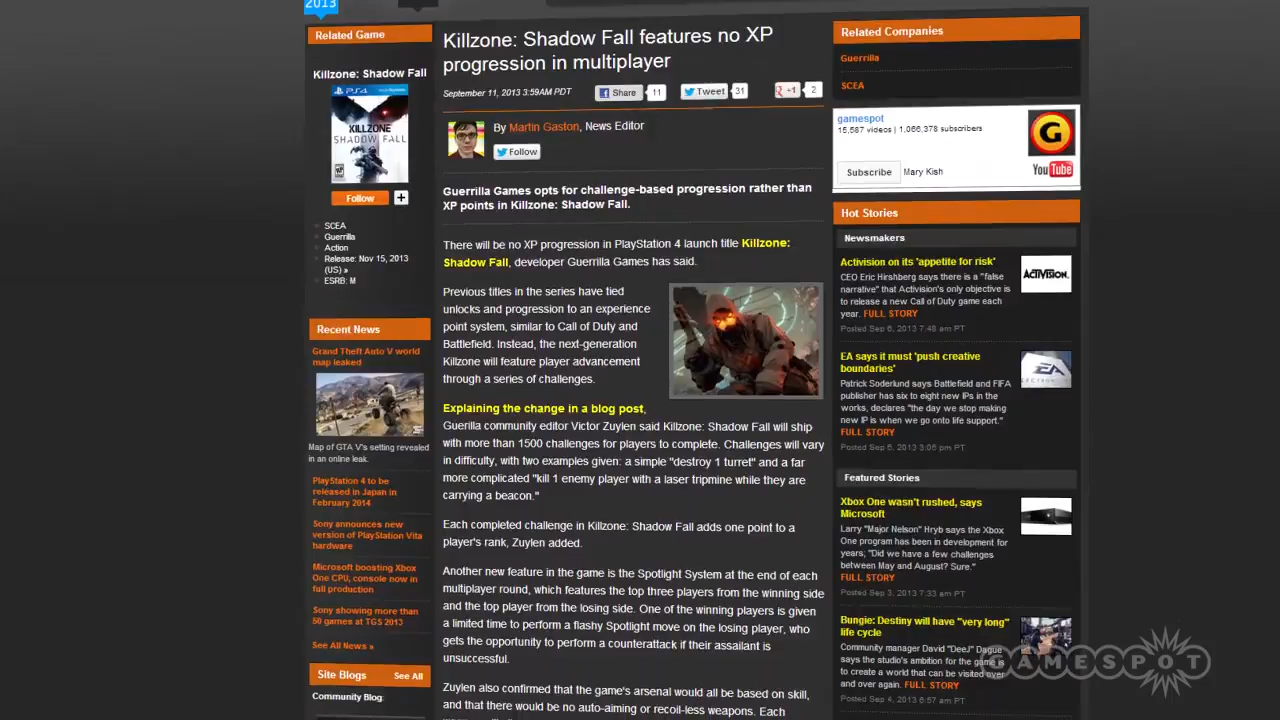 2013
Related Game
Killzone: Shadow Fall
PS4
KILLZONE
SHADOW FALL
Follow
+
SCEA
Guerrilla
Action
Release: Nov 15, 2013
(US) »
ESRB: M
Recent News
Grand Theft Auto V world
map leaked
Map of GTA V's setting revealed
in an online leak.
PlayStation 4 to be
released in Japan in
February 2014
Sony announces new
version of PlayStation Vita
hardware
Microsoft boosting Xbox
One CPU, console now in
full production
Sony showing more than
50 games at TGS 2013
See All News »
Site Blogs See All
Community Blog
Killzone: Shadow Fall features no XP
progression in multiplayer
September 11, 2013 3:59AM PDT
Share 11
Tweet 31
+1 2
By Martin Gaston, News Editor
Follow
Guerrilla Games opts for challenge-based progression rather than
XP points in Killzone: Shadow Fall.
There will be no XP progression in PlayStation 4 launch title Killzone:
Shadow Fall, developer Guerrilla Games has said.
Previous titles in the series have tied
unlocks and progression to an experience
point system, similar to Call of Duty and
Battlefield. Instead, the next-generation
Killzone will feature player advancement
through a series of challenges.
Explaining the change in a blog post,
Guerilla community editor Victor Zuylen said Killzone: Shadow Fall will ship
with more than 1500 challenges for players to complete. Challenges will vary
in difficulty, with two examples given: a simple "destroy 1 turret" and a far
more complicated "kill 1 enemy player with a laser tripmine while they are
carrying a beacon."
Each completed challenge in Killzone: Shadow Fall adds one point to a
player's rank, Zuylen added.
Another new feature in the game is the Spotlight System at the end of each
multiplayer round, which features the top three players from the winning side
and the top player from the losing side. One of the winning players is given
a limited time to perform a flashy Spotlight move on the losing player, who
gets the opportunity to perform a counterattack if their assailant is
unsuccessful.
Zuylen also confirmed that the game's arsenal would all be based on skill,
and that there would be no auto-aiming or recoil-less weapons. Each
Related Companies
Guerrilla
SCEA
gamespot
15,587 videos | 1,066,378 subscribers
G
Subscribe Mary Kish
YouTube
Hot Stories
Newsmakers
Activision on its 'appetite for risk'
CEO Eric Hirshberg says there is a "false
narrative" that Activision's only objective
is to release a new Call of Duty game each
year. FULL STORY
Posted Sep 6, 2013 7:48 am PT
ACTIVISION.
EA says it must 'push creative
boundaries'
Patrick Soderlund says Battlefield and FIFA
publisher has six to eight new IPs in the
works, declares "the day we stop making
new IP is when we go onto life support."
FULL STORY
Posted Sep 5, 2013 3:06 pm PT
EA
Featured Stories
Xbox One wasn't rushed, says
Microsoft
Larry "Major Nelson" Hryb says the Xbox
One program has been in development for
years; "Did we have a few challenges
between May and August? Sure."
FULL STORY
Posted Sep 3, 2013 7:33 am PT
Bungie: Destiny will have "very long"
life cycle
Community manager David "DeeJ" Dague
says the studio's ambition for the game is
to create a world that can be visited over
and over again. FULL STORY
Posted Sep 4, 2013 6:57 am PT
GAMESPOT